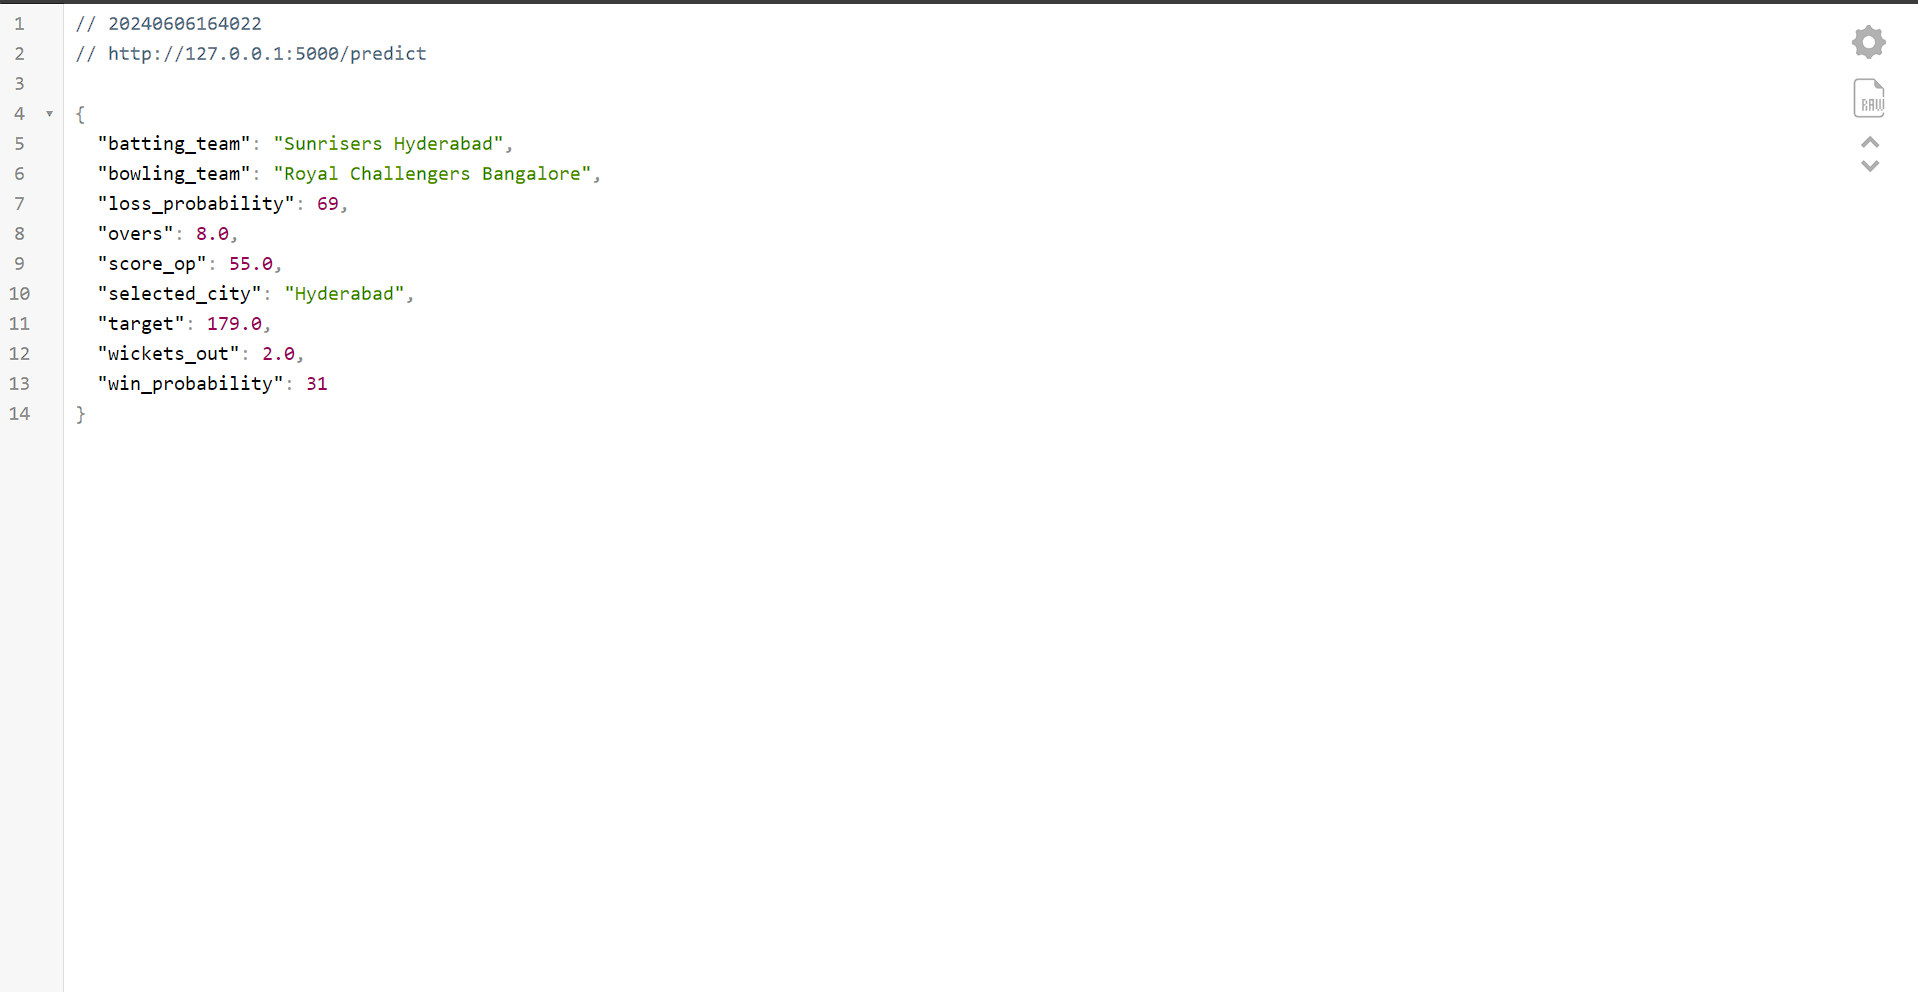 1 // 20240606164022
2 // http://127.0.0.1:5000/predict
3
4 {
5 "batting_team": "Sunrisers Hyderabad",
6 "bowling_team": "Royal Challengers Bangalore",
7 "loss_probability": 69,
8 "overs": 8.0,
9 "score_op": 55.0,
10 "selected_city": "Hyderabad",
11 "target": 179.0,
12 "wickets_out": 2.0,
13 "win_probability": 31
14 }
RAW